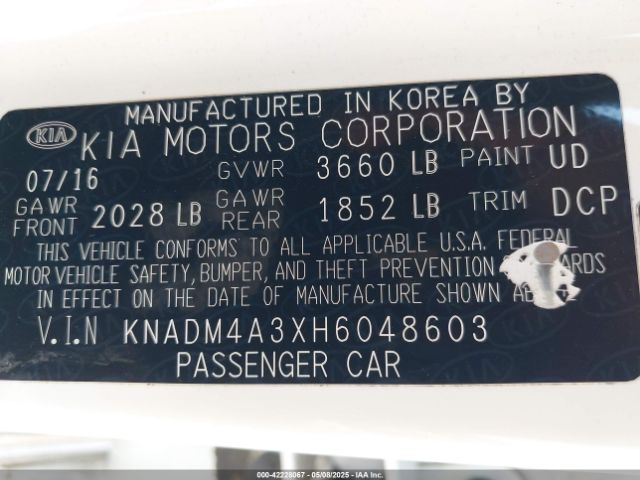 MANUFACTURED IN KOREA BY
KIA KIA MOTORS CORPORATION
07/16 GVWR 3660 LB PAINT UD
GAWR FRONT 2028 LB GAWR REAR 1852 LB TRIM DCP
THIS VEHICLE CONFORMS TO ALL APPLICABLE U.S.A. FEDERAL
MOTOR VEHICLE SAFETY, BUMPER, AND THEFT PREVENTION
IN EFFECT ON THE DATE OF MANUFACTURE SHOWN
V.I.N KNADM4A3XH6048603
PASSENGER CAR
000-42228067 - 05/08/2025 - IAA Inc.